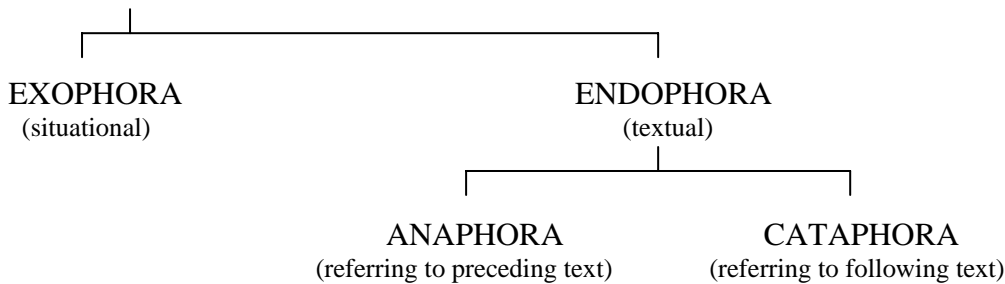 EXOPHORA ENDOPHORA
(situational) (textual)
ANAPHORA CATAPHORA
(referring to preceding text) (referring to following text)